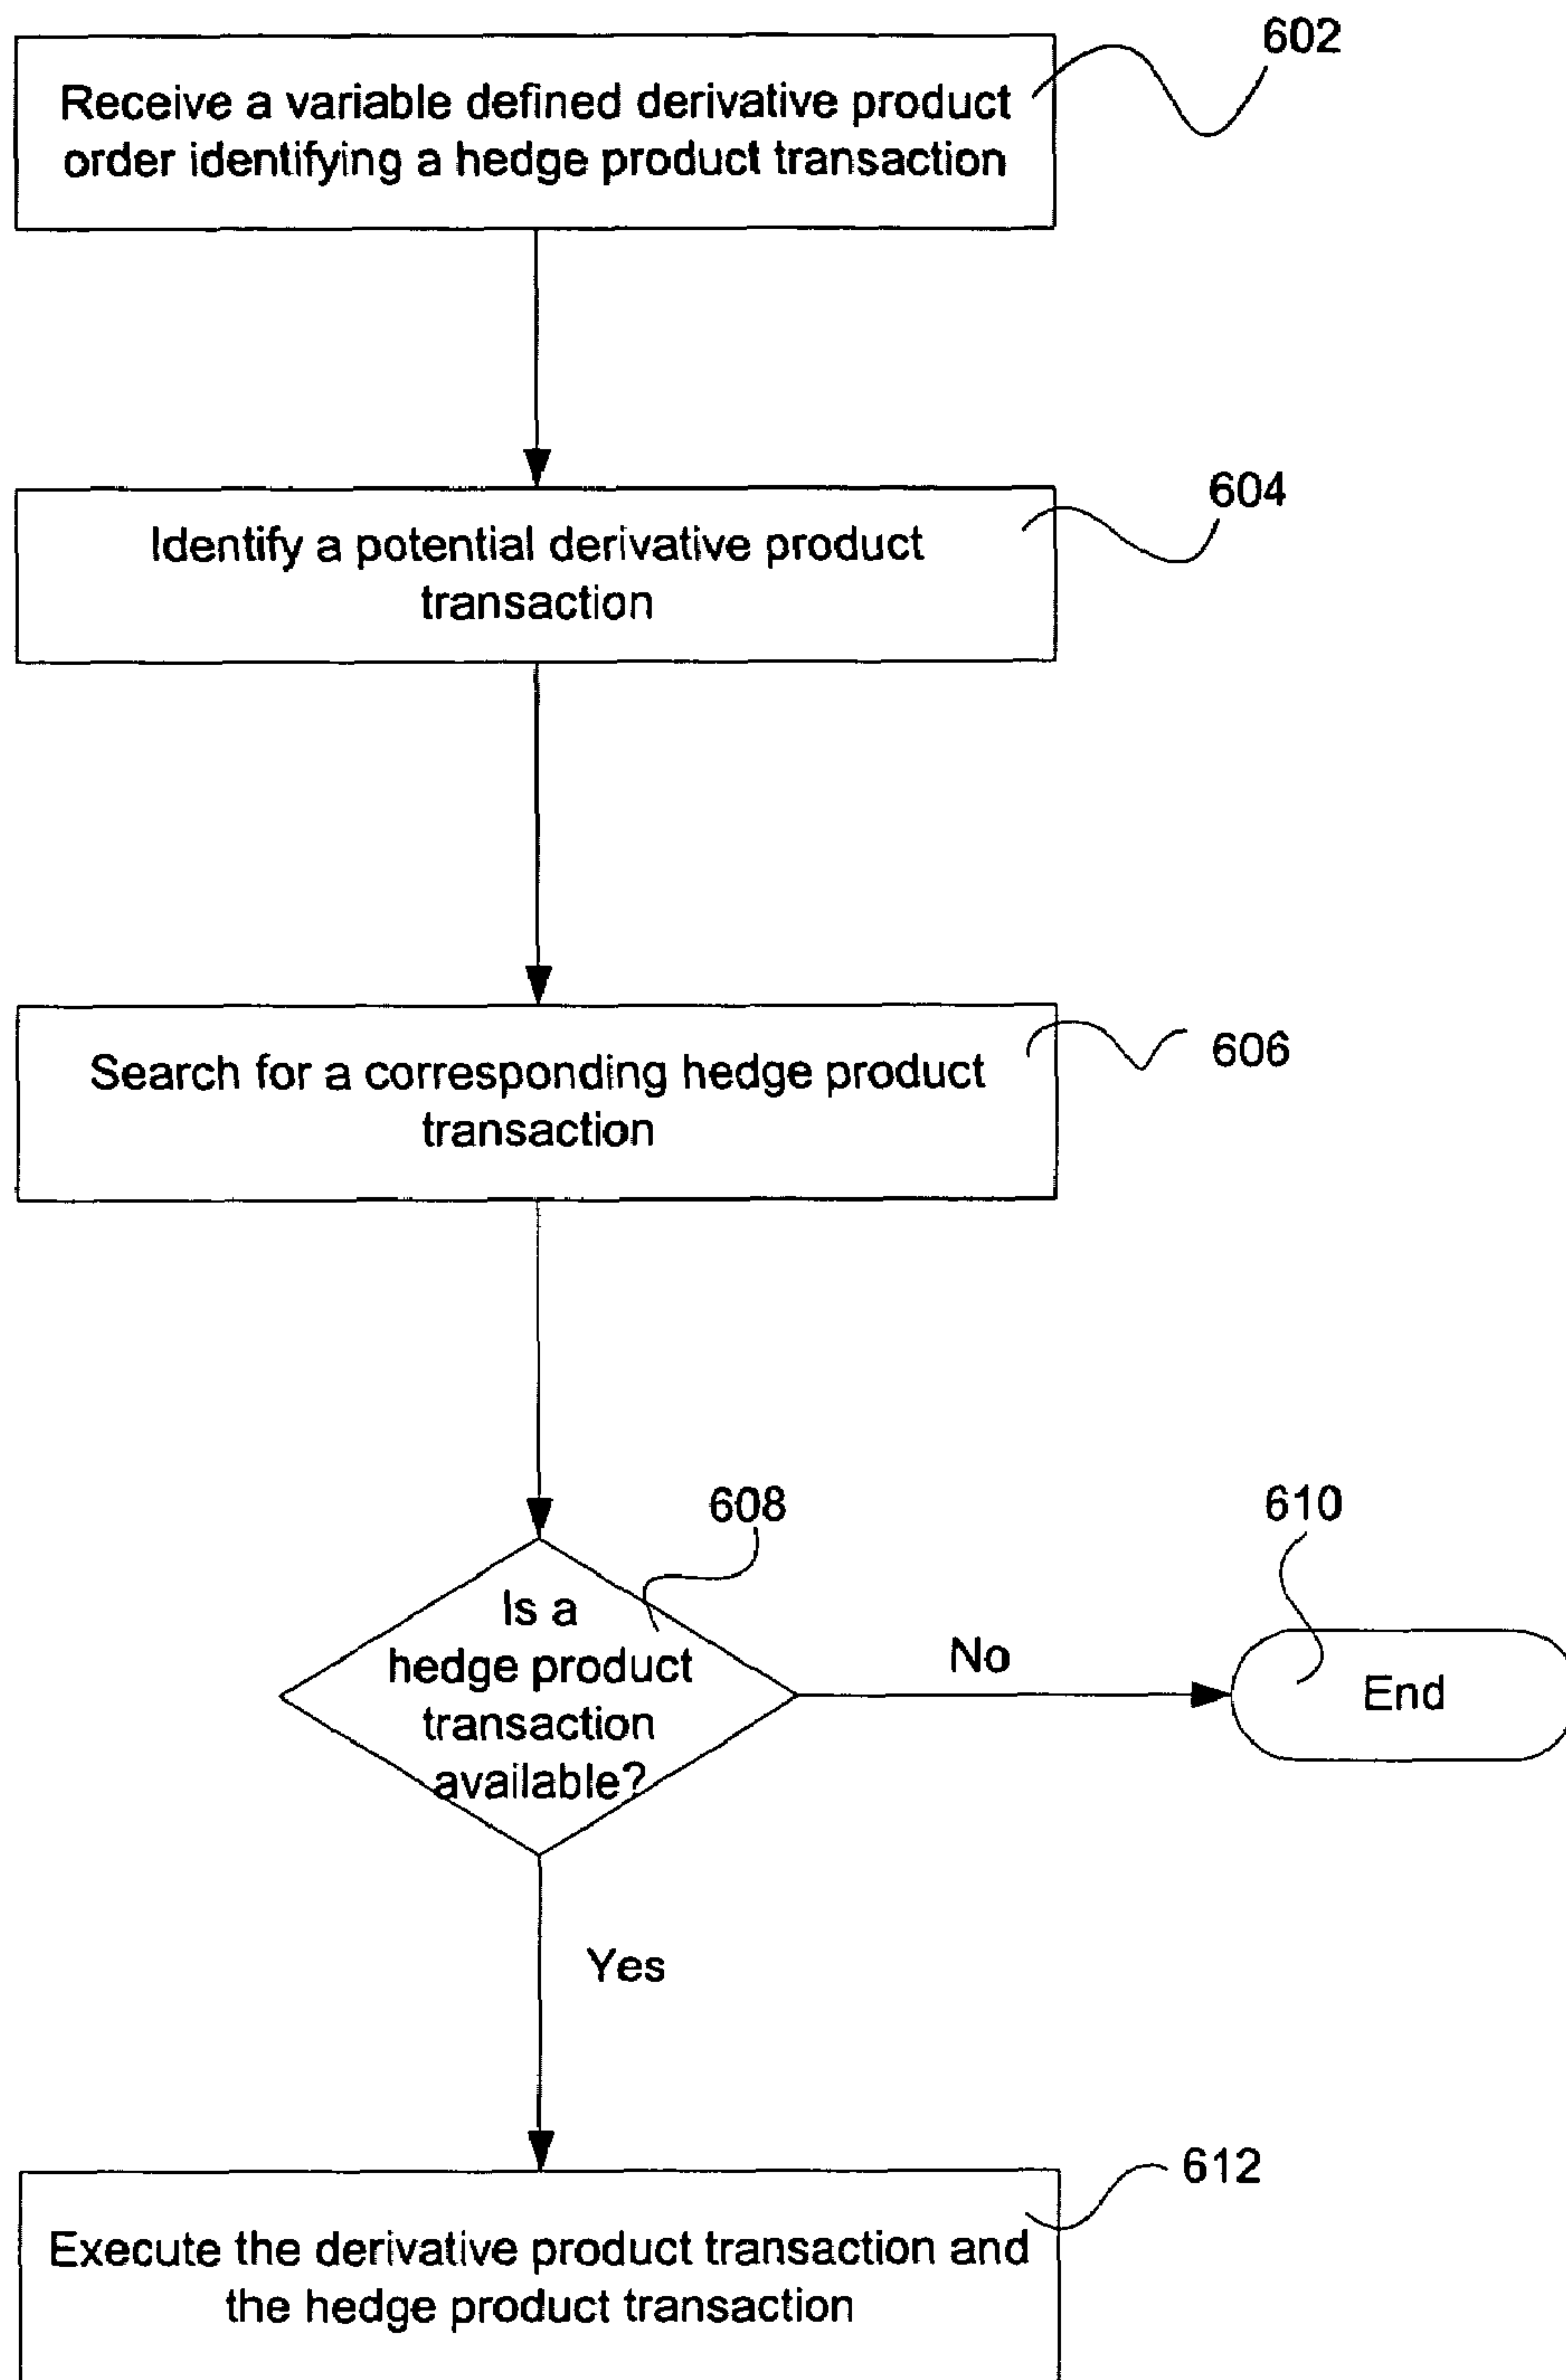 602
Receive a variable defined derivative product
order identifying a hedge product transaction
604
Identify a potential derivative product
transaction
606
Search for a corresponding hedge product
transaction
608
Is a
hedge product
transaction
available?
No
610
End
Yes
612
Execute the derivative product transaction and
the hedge product transaction